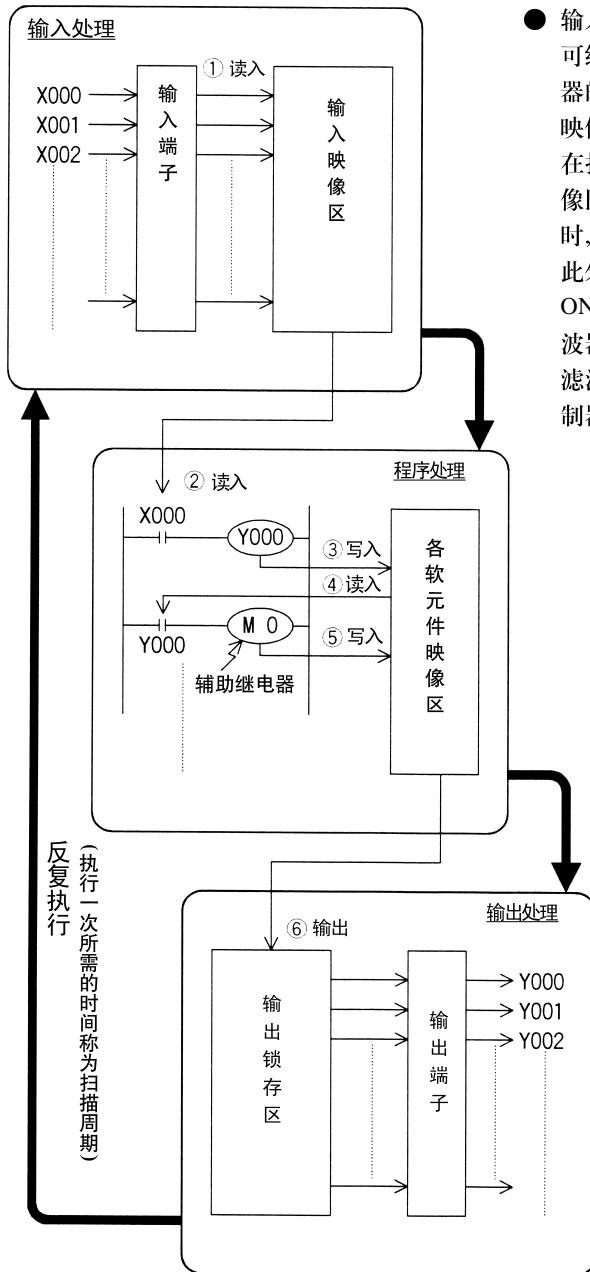 输入处理
① 读入
X000
X001
X002
输入端子
输入映像区
② 读入
程序处理
X000
Y000
③ 写入
④ 读入
Y000
M 0
⑤ 写入
辅助继电器
各软元件映像区
反复执行
(执行一次所需的时间称为扫描周期)
输出处理
⑥ 输出
输出锁存区
输出端子
Y000
Y001
Y002
● 输
可
器
映像
在
像
时,
此
ON
波器
滤
制器